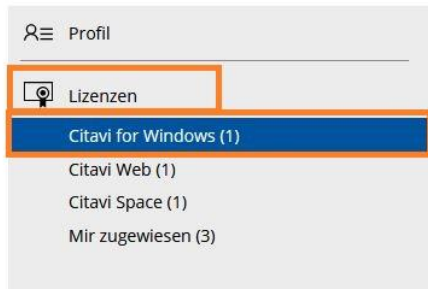 Profil
Lizenzen
Citavi for Windows (1)
Citavi Web (1)
Citavi Space (1)
Mir zugewiesen (3)